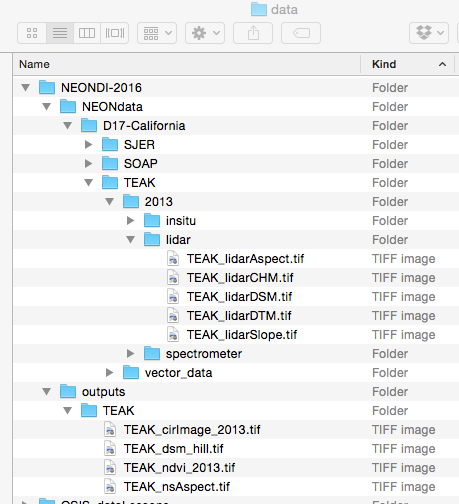 data
Name Kind
NEONDI-2016 Folder
NEONdata Folder
D17-California Folder
SJER Folder
SOAP Folder
TEAK Folder
2013 Folder
insitu Folder
lidar Folder
TEAK_lidarAspect.tif TIFF image
TEAK_lidarCHM.tif TIFF image
TEAK_lidarDSM.tif TIFF image
TEAK_lidarDTM.tif TIFF image
TEAK_lidarSlope.tif TIFF image
spectrometer Folder
vector_data Folder
outputs Folder
TEAK Folder
TEAK_cirImage_2013.tif TIFF image
TEAK_dsm_hill.tif TIFF image
TEAK_ndvi_2013.tif TIFF image
TEAK_nsAspect.tif TIFF image